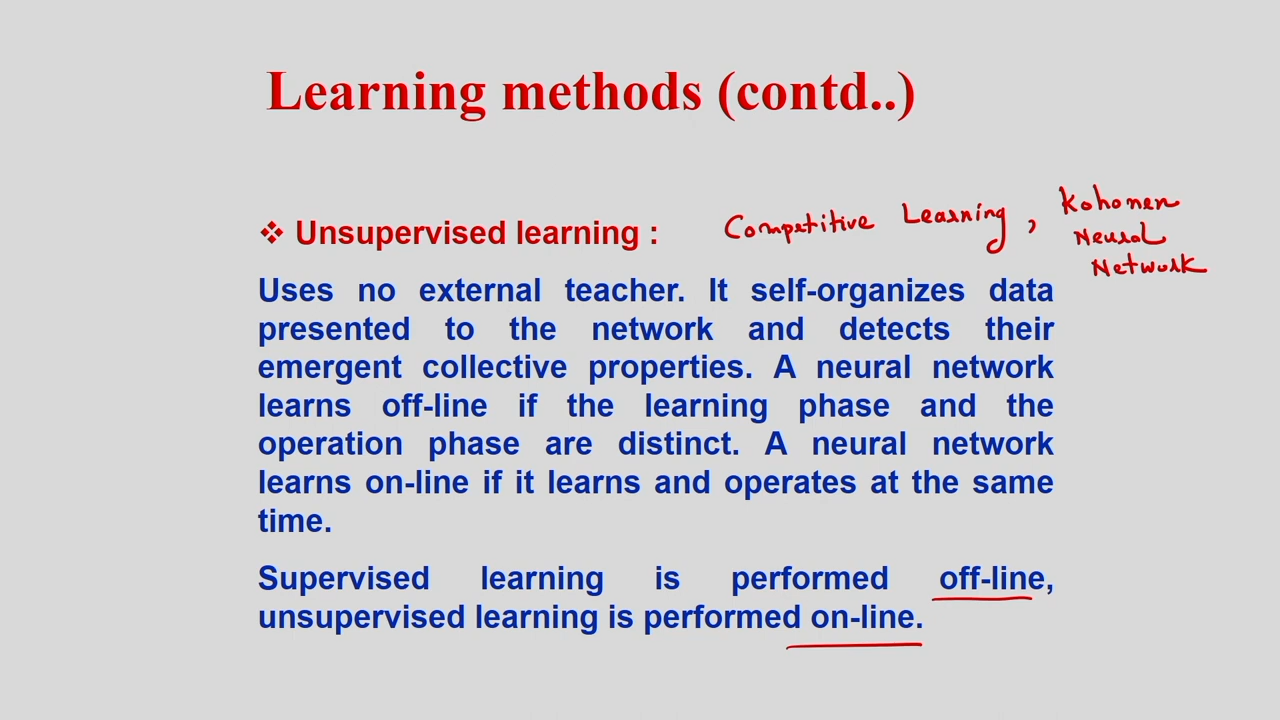 Learning methods (contd..)
❖ Unsupervised learning : Competitive Learning , Kohonen
Neural
Network
Uses no external teacher. It self-organizes data
presented to the network and detects their
emergent collective properties. A neural network
learns off-line if the learning phase and the
operation phase are distinct. A neural network
learns on-line if it learns and operates at the same
time.
Supervised learning is performed off-line,
unsupervised learning is performed on-line.